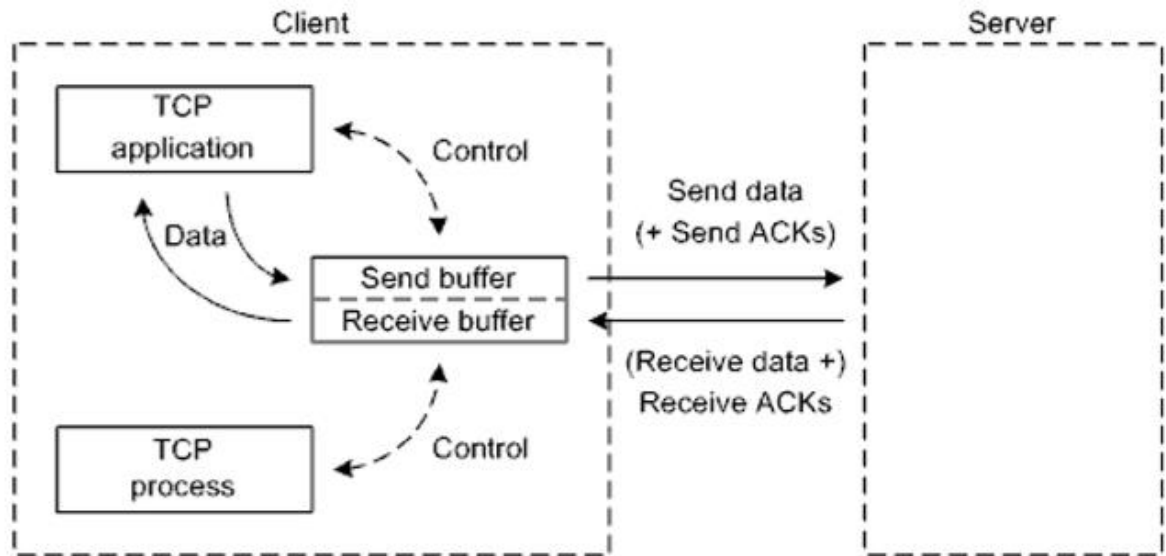 Client
Server
TCP
application
Control
Data
Send data
(+ Send ACKs)
Send buffer
Receive buffer
(Receive data +)
Receive ACKs
TCP
process
Control